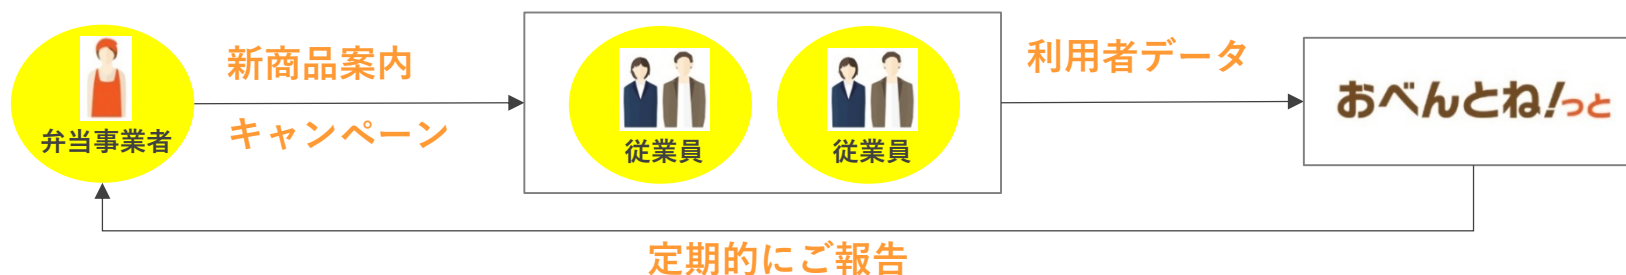 新商品案内
キャンペーン
弁当事業者
従業員
従業員
利用者データ
おべんとね!っと
定期的にご報告